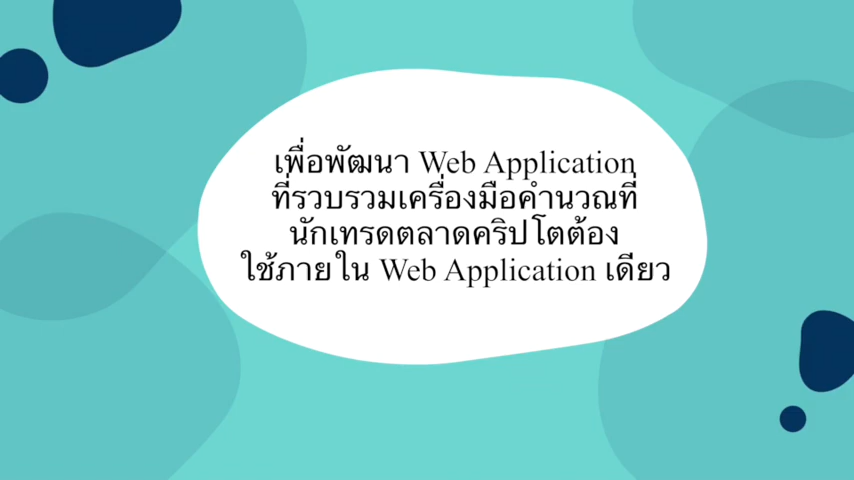 เพื่อพัฒนา Web Application
ที่รวบรวมเครื่องมือคำนวณที่
นักเทรดตลาดคริปโตต้อง
ใช้ภายใน Web Application เดียว